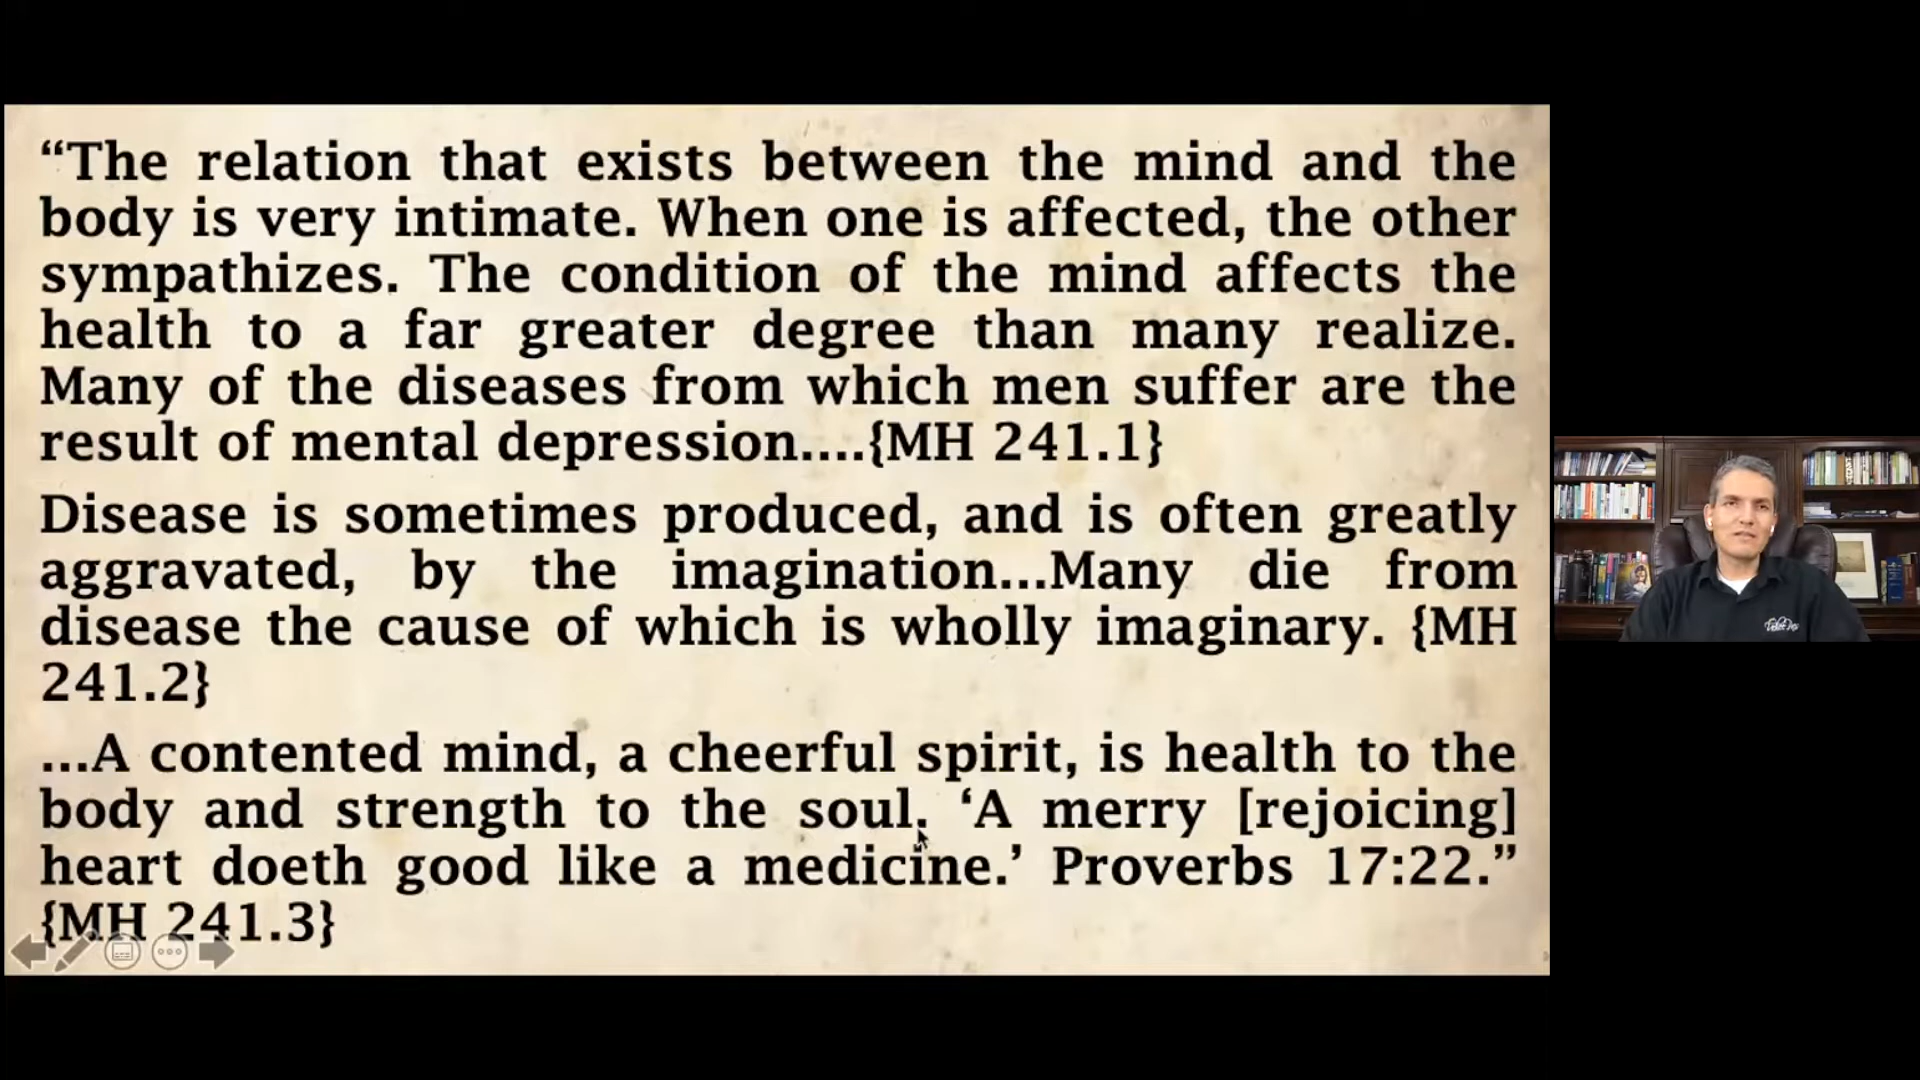 “The relation that exists between the mind and the
body is very intimate. When one is affected, the other
sympathizes. The condition of the mind affects the
health to a far greater degree than many realize.
Many of the diseases from which men suffer are the
result of mental depression....{MH 241.1}
Disease is sometimes produced, and is often greatly
aggravated, by the imagination...Many die from
disease the cause of which is wholly imaginary. {MH
241.2}
...A contented mind, a cheerful spirit, is health to the
body and strength to the soul. ‘A merry [rejoicing]
heart doeth good like a medicine.’ Proverbs 17:22.”
{MH 241.3}